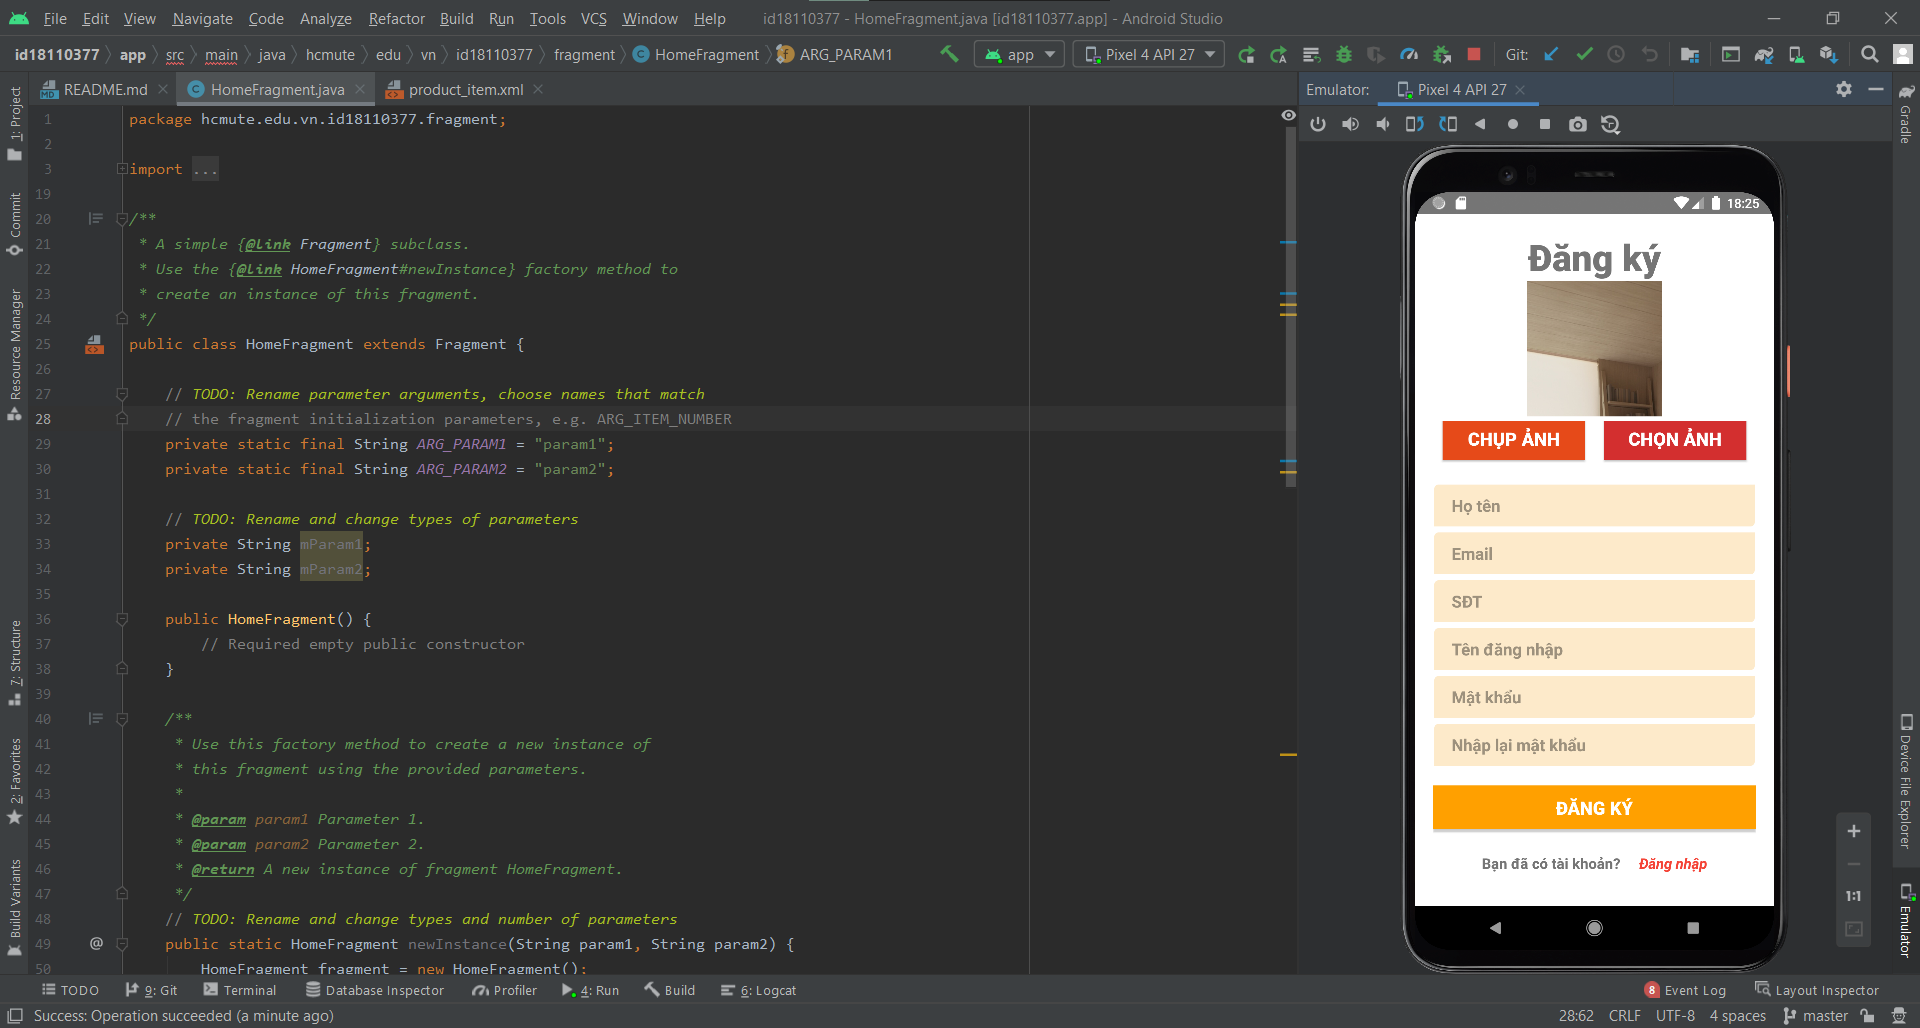 File Edit View Navigate Code Analyze Refactor Build Run Tools VCS Window Help id18110377 - HomeFragment.java [id18110377.app] - Android Studio
id18110377 app src main java hcmute edu vn id18110377 fragment HomeFragment ARG_PARAM1 app Pixel 4 API 27 Git:
README.md HomeFragment.java product_item.xml
1 package hcmute.edu.vn.id18110377.fragment;
2
3 import ...
19
20 /**
21 * A simple {@link Fragment} subclass.
22 * Use the {@link HomeFragment#newInstance} factory method to
23 * create an instance of this fragment.
24 */
25 public class HomeFragment extends Fragment {
26
27 // TODO: Rename parameter arguments, choose names that match
28 // the fragment initialization parameters, e.g. ARG_ITEM_NUMBER
29 private static final String ARG_PARAM1 = "param1";
30 private static final String ARG_PARAM2 = "param2";
31
32 // TODO: Rename and change types of parameters
33 private String mParam1;
34 private String mParam2;
35
36 public HomeFragment() {
37 // Required empty public constructor
38 }
39
40 /**
41 * Use this factory method to create a new instance of
42 * this fragment using the provided parameters.
43 *
44 * @param param1 Parameter 1.
45 * @param param2 Parameter 2.
46 * @return A new instance of fragment HomeFragment.
47 */
48 // TODO: Rename and change types and number of parameters
49 public static HomeFragment newInstance(String param1, String param2) {
50 HomeFragment fragment = new HomeFragment();
1: Project
Commit
Resource Manager
7: Structure
2: Favorites
Build Variants
Emulator: Pixel 4 API 27
18:25
Đăng ký
CHỤP ẢNH CHỌN ẢNH
Họ tên
Email
SĐT
Tên đăng nhập
Mật khẩu
Nhập lại mật khẩu
ĐĂNG KÝ
Bạn đã có tài khoản? Đăng nhập
1:1
Gradle
Device File Explorer
Emulator
TODO 9: Git Terminal Database Inspector Profiler 4: Run Build 6: Logcat 8 Event Log Layout Inspector
Success: Operation succeeded (a minute ago) 28:62 CRLF UTF-8 4 spaces master